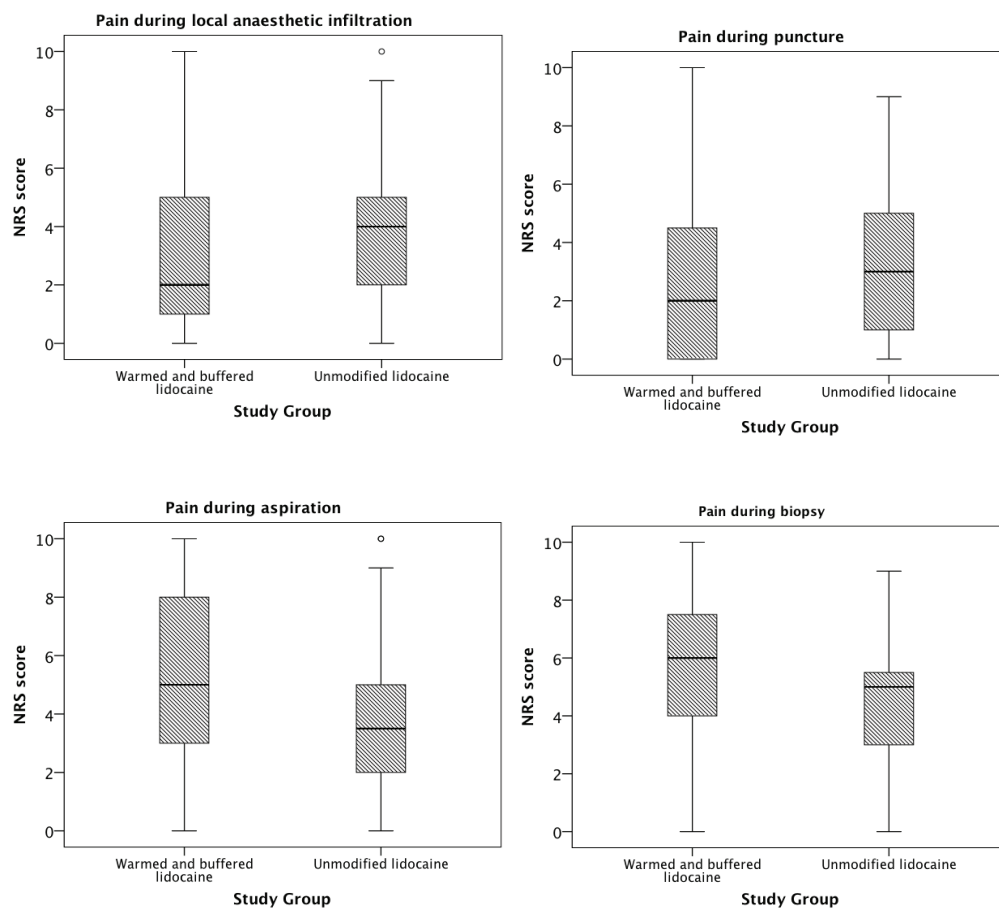 Pain during local anaesthetic infiltration
NRS score
10
8
6
4
2
0
Warmed and buffered
lidocaine
Unmodified lidocaine
Study Group
Pain during puncture
NRS score
10
8
6
4
2
0
Warmed and buffered
lidocaine
Unmodified lidocaine
Study Group
Pain during aspiration
NRS score
10
8
6
4
2
0
Warmed and buffered
lidocaine
Unmodified lidocaine
Study Group
Pain during biopsy
NRS score
10
8
6
4
2
0
Warmed and buffered
lidocaine
Unmodified lidocaine
Study Group